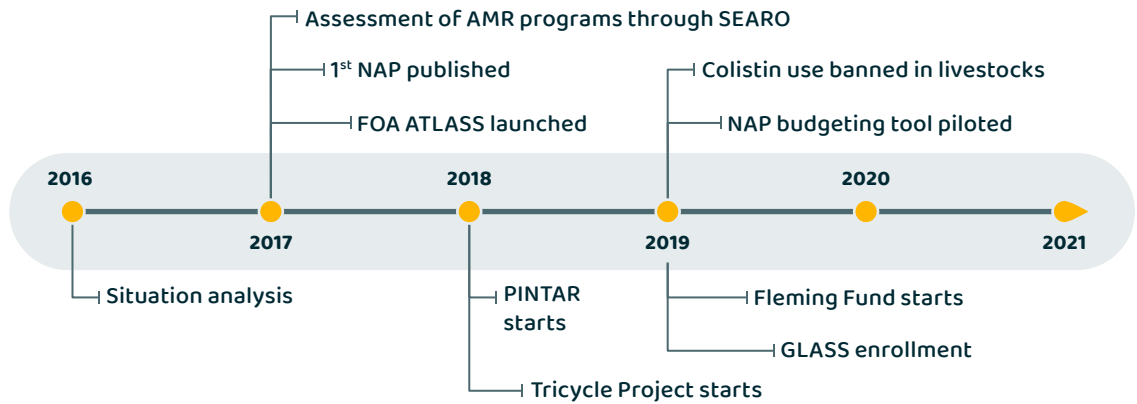 Assessment of AMR programs through SEARO
1st NAP published
Colistin use banned in livestocks
FOA ATLASS launched
NAP budgeting tool piloted
2016
2018
2020
2017
2019
2021
Situation analysis
PINTAR
starts
Fleming Fund starts
GLASS enrollment
Tricycle Project starts